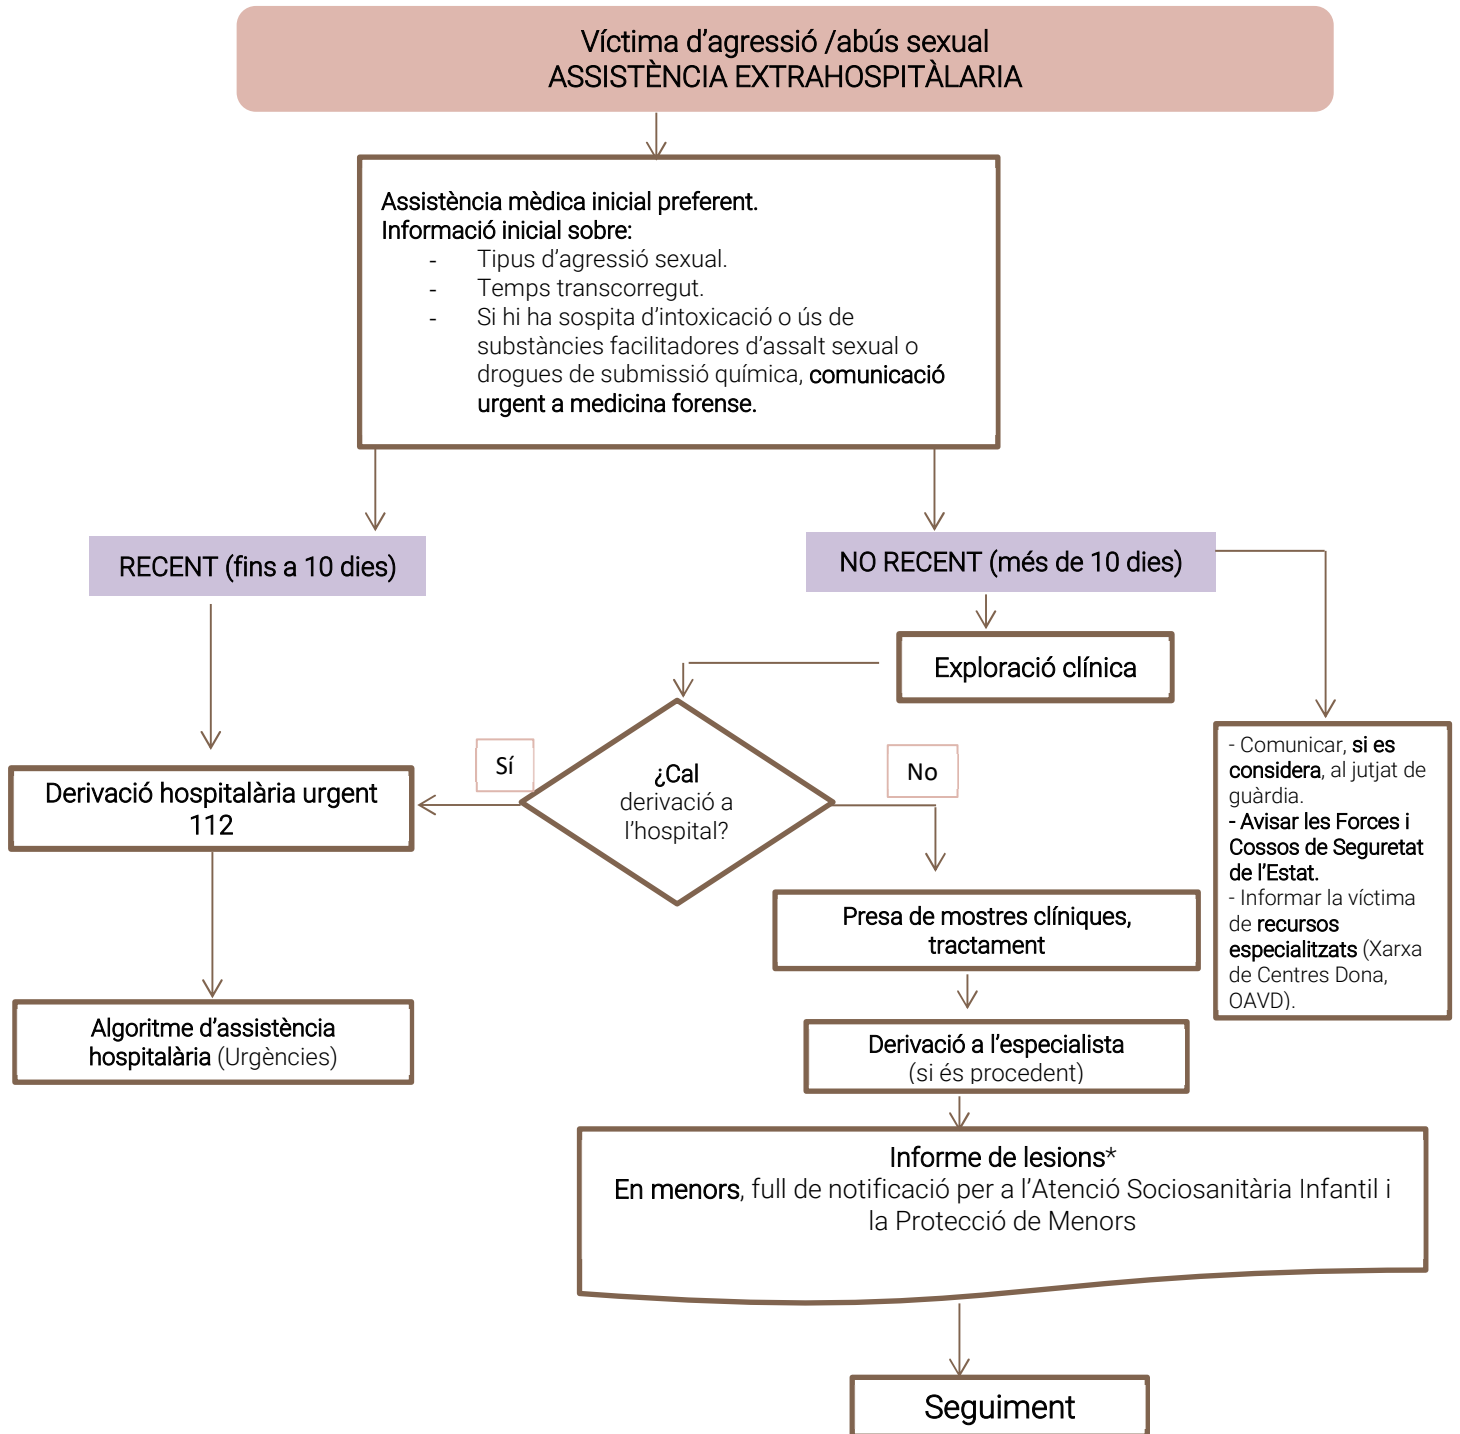 Víctima d'agressió /abús sexual
ASSISTÈNCIA EXTRAHOSPITÀLARIA
Assistència mèdica inicial preferent.
Informació inicial sobre:
- Tipus d'agressió sexual.
- Temps transcorregut.
- Si hi ha sospita d'intoxicació o ús de
substàncies facilitadores d'assalt sexual o
drogues de submissió química, comunicació
urgent a medicina forense.
RECENT (fins a 10 dies)
NO RECENT (més de 10 dies)
Exploració clínica
Sí
¿Cal
derivació a
l'hospital?
No
Derivació hospitalària urgent
112
- Comunicar, si es
considera, al jutjat de
guàrdia.
- Avisar les Forces i
Cossos de Seguretat
de l'Estat.
- Informar la víctima
de recursos
especialitzats (Xarxa
de Centres Dona,
OAVD).
Presa de mostres clíniques,
tractament
Algoritme d'assistència
hospitalària (Urgències)
Derivació a l'especialista
(si és procedent)
Informe de lesions*
En menors, full de notificació per a l'Atenció Sociosanitària Infantil i
la Protecció de Menors
Seguiment